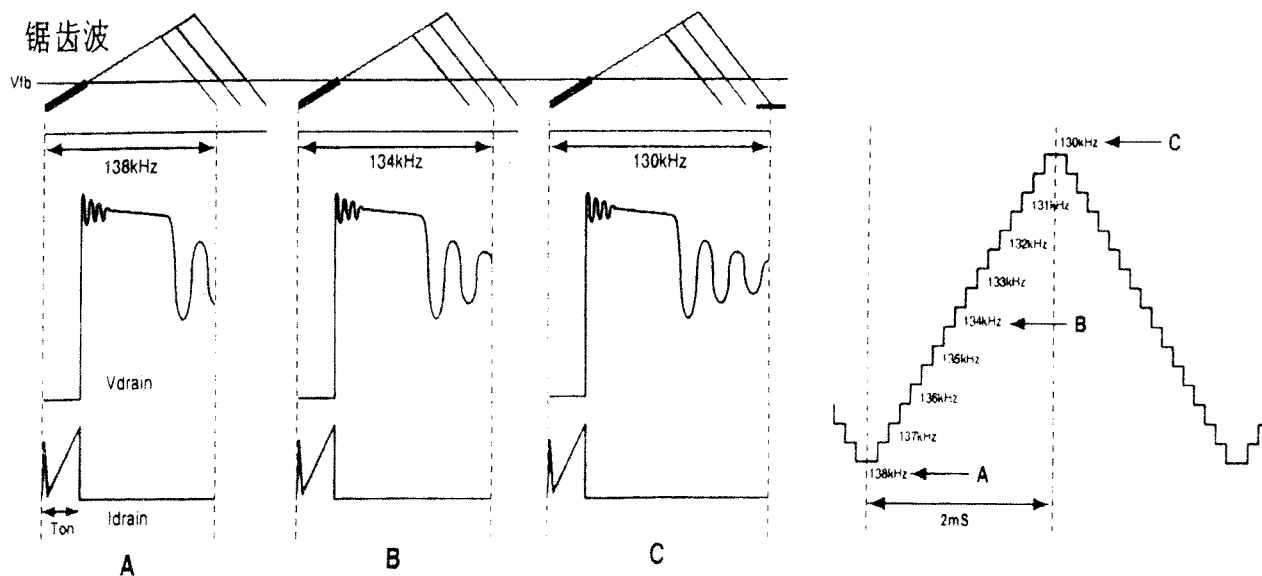 锯齿波
Vfb
138kHz
134kHz
130kHz
Vdrain
Ton
Idrain
A
B
C
130kHz
C
131kHz
132kHz
133kHz
134kHz
B
135kHz
136kHz
137kHz
138kHz
A
2mS